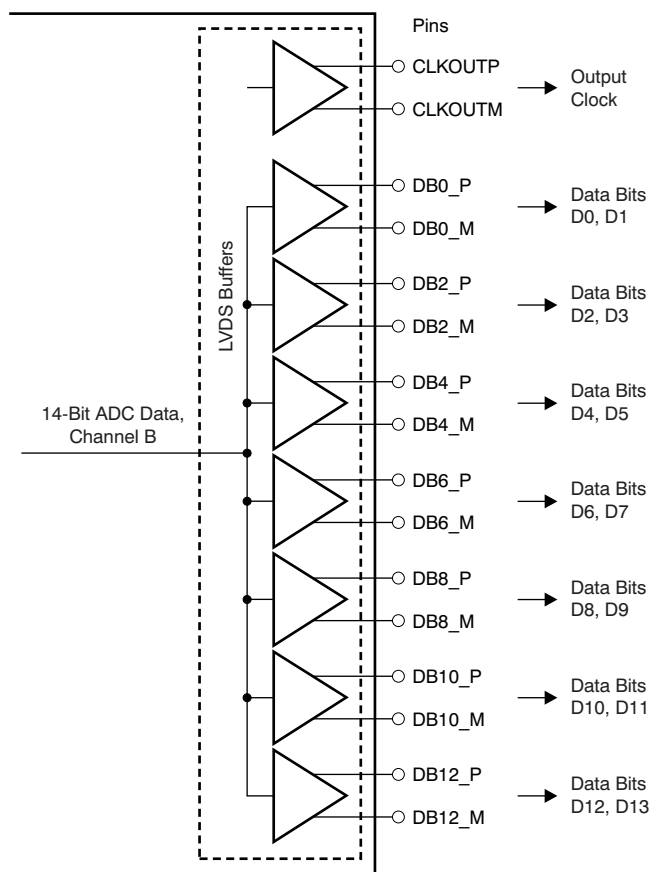 Pins
CLKOUTP
CLKOUTM
Output
Clock
DB0_P
DB0_M
Data Bits
D0, D1
DB2_P
DB2_M
Data Bits
D2, D3
LVDS Buffers
DB4_P
DB4_M
Data Bits
D4, D5
14-Bit ADC Data,
Channel B
DB6_P
DB6_M
Data Bits
D6, D7
DB8_P
DB8_M
Data Bits
D8, D9
DB10_P
DB10_M
Data Bits
D10, D11
DB12_P
DB12_M
Data Bits
D12, D13